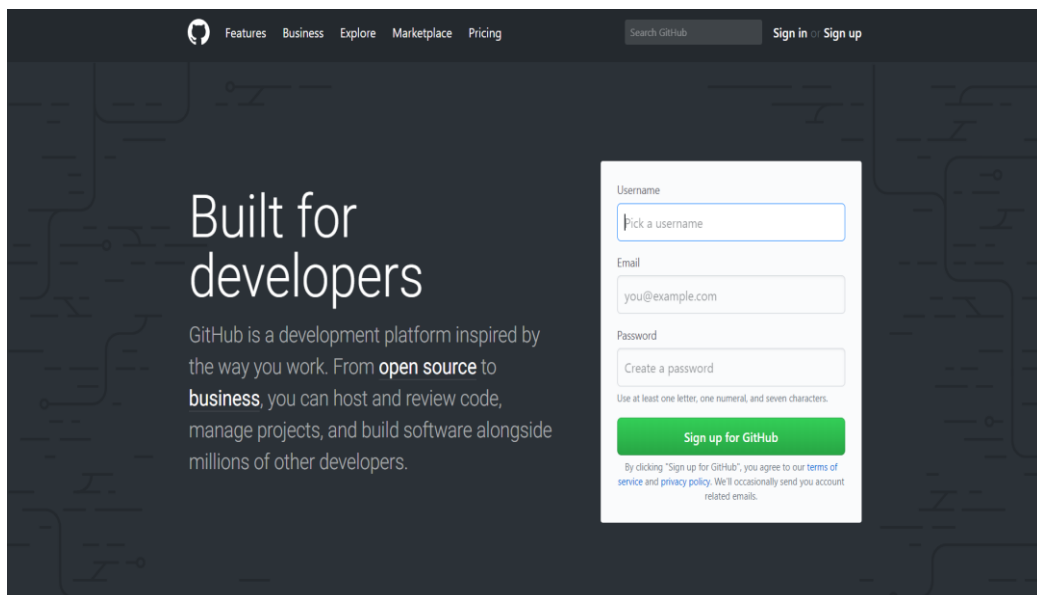 Features Business Explore Marketplace Pricing Search GitHub Sign in or Sign up
Built for
developers
GitHub is a development platform inspired by
the way you work. From open source to
business, you can host and review code,
manage projects, and build software alongside
millions of other developers.
Username
Pick a username
Email
you@example.com
Password
Create a password
Use at least one letter, one numeral, and seven characters.
Sign up for GitHub
By clicking "Sign up for GitHub", you agree to our terms of
service and privacy policy. We'll occasionally send you account
related emails.